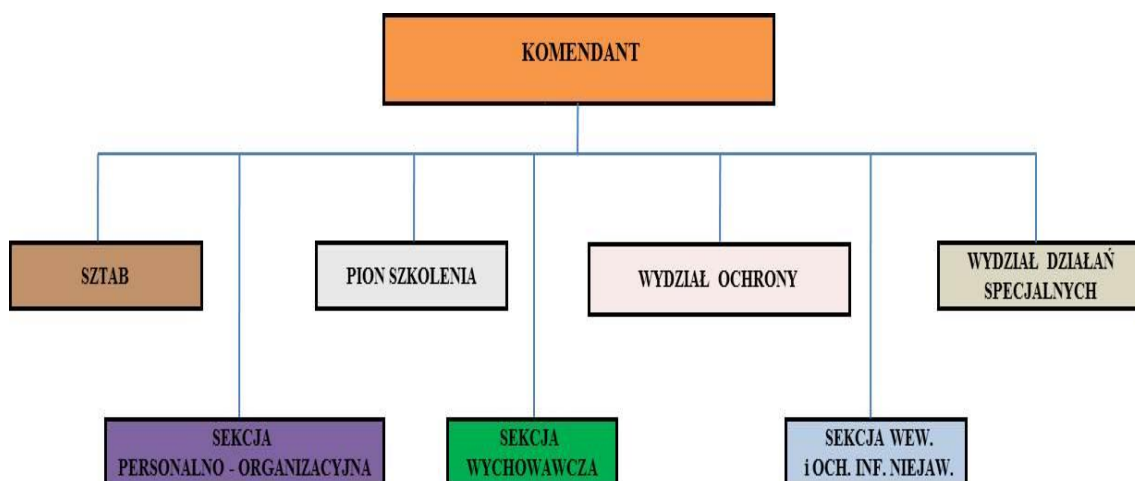 KOMENDANT
SZTAB
PION SZKOLENIA
WYDZIAŁ OCHRONY
WYDZIAŁ DZIAŁAŃ
SPECJALNYCH
SEKCJA
PERSONALNO - ORGANIZACYJNA
SEKCJA
WYCHOWAWCZA
SEKCJA WEW.
i OCH. INF. NIEJAW.